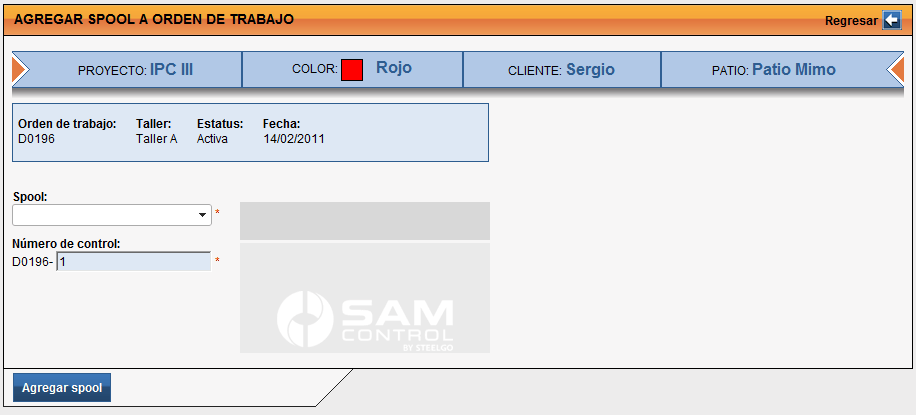 AGREGAR SPOOL A ORDEN DE TRABAJO
Regresar
PROYECTO: IPC III
COLOR: Rojo
CLIENTE: Sergio
PATIO: Patio Mimo
Orden de trabajo: Taller: Estatus: Fecha:
D0196 Taller A Activa 14/02/2011
Spool:
*
Número de control:
D0196- 1 *
SAM
CONTROL
BY STEELGO
Agregar spool